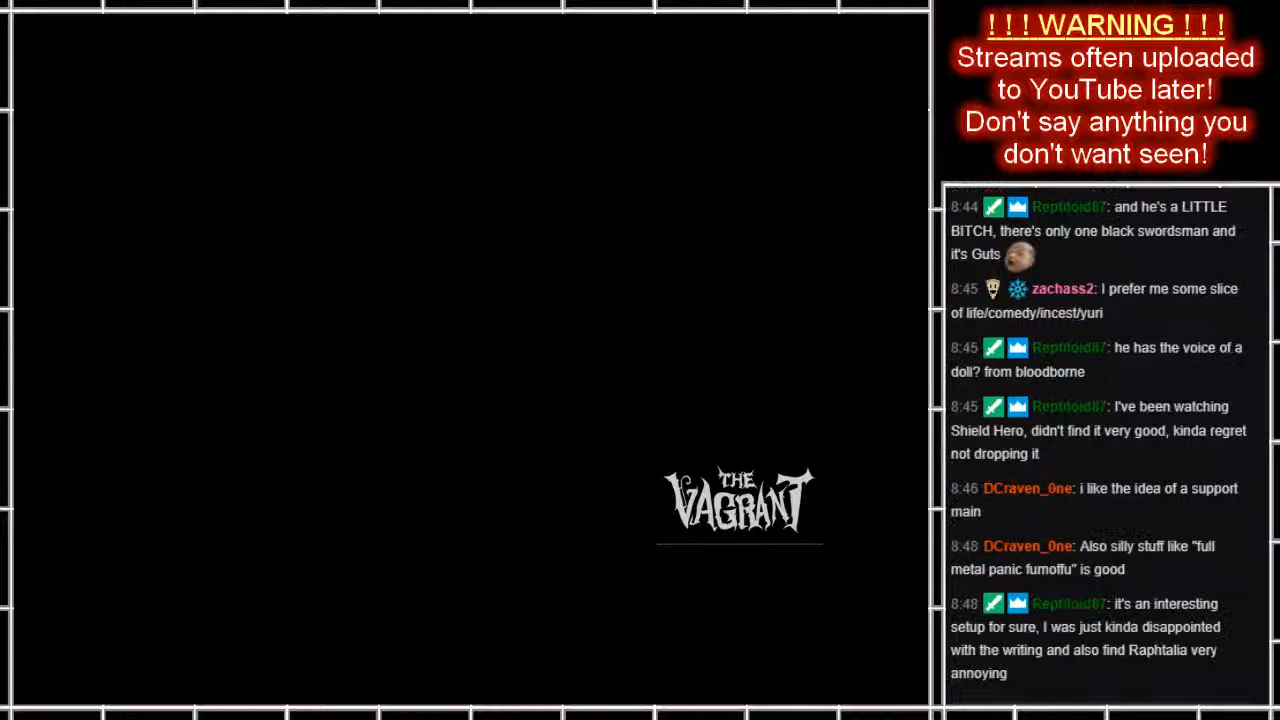 ! ! ! WARNING ! ! !
Streams often uploaded
to YouTube later!
Don't say anything you
don't want seen!
8:44 Reptiloid87: and he's a LITTLE
BITCH, there's only one black swordsman and
it's Guts
8:45 zachass2: I prefer me some slice
of life/comedy/incest/yuri
8:45 Reptiloid87: he has the voice of a
doll? from bloodborne
8:45 Reptiloid87: I've been watching
Shield Hero, didn't find it very good, kinda regret
not dropping it
8:46 DCraven_0ne: i like the idea of a support
main
8:48 DCraven_0ne: Also silly stuff like "full
metal panic fumoffu" is good
8:48 Reptiloid87: it's an interesting
setup for sure, I was just kinda disappointed
with the writing and also find Raphtalia very
annoying
THE
VAGRANT